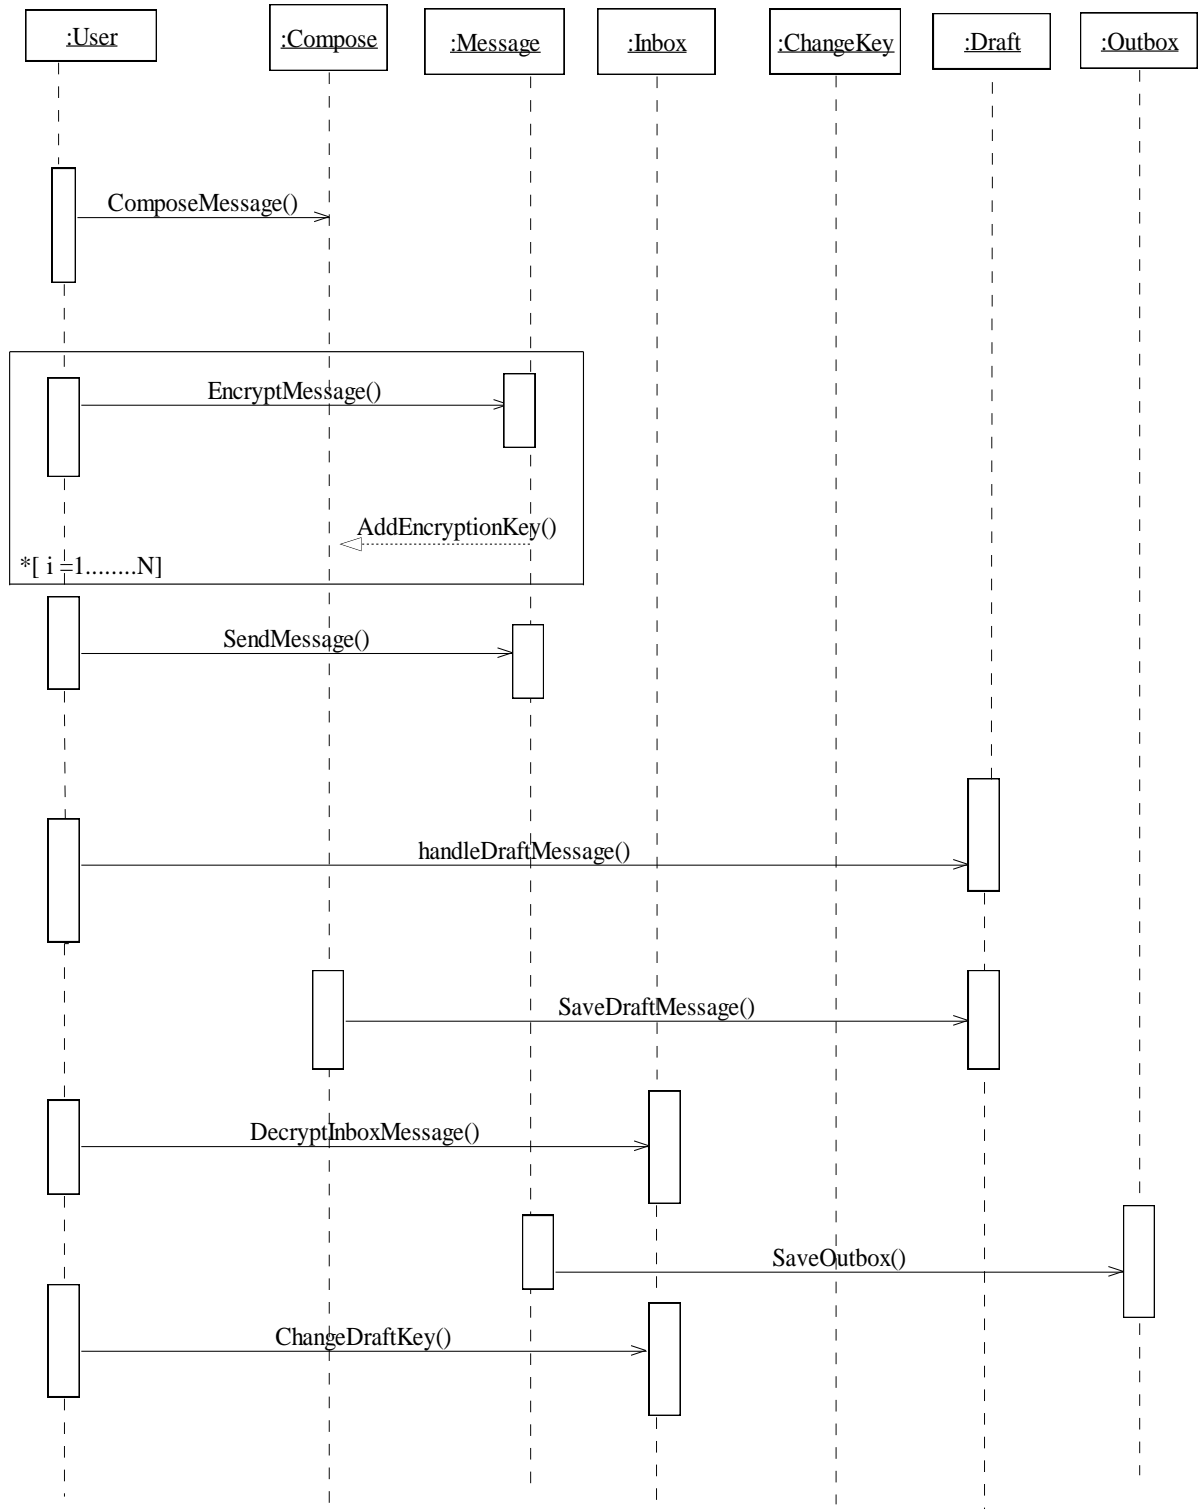 :User
:Compose
:Message
:Inbox
:ChangeKey
:Draft
:Outbox
ComposeMessage()
EncryptMessage()
AddEncryptionKey()
*[ i =1........N]
SendMessage()
handleDraftMessage()
SaveDraftMessage()
DecryptInboxMessage()
SaveOutbox()
ChangeDraftKey()